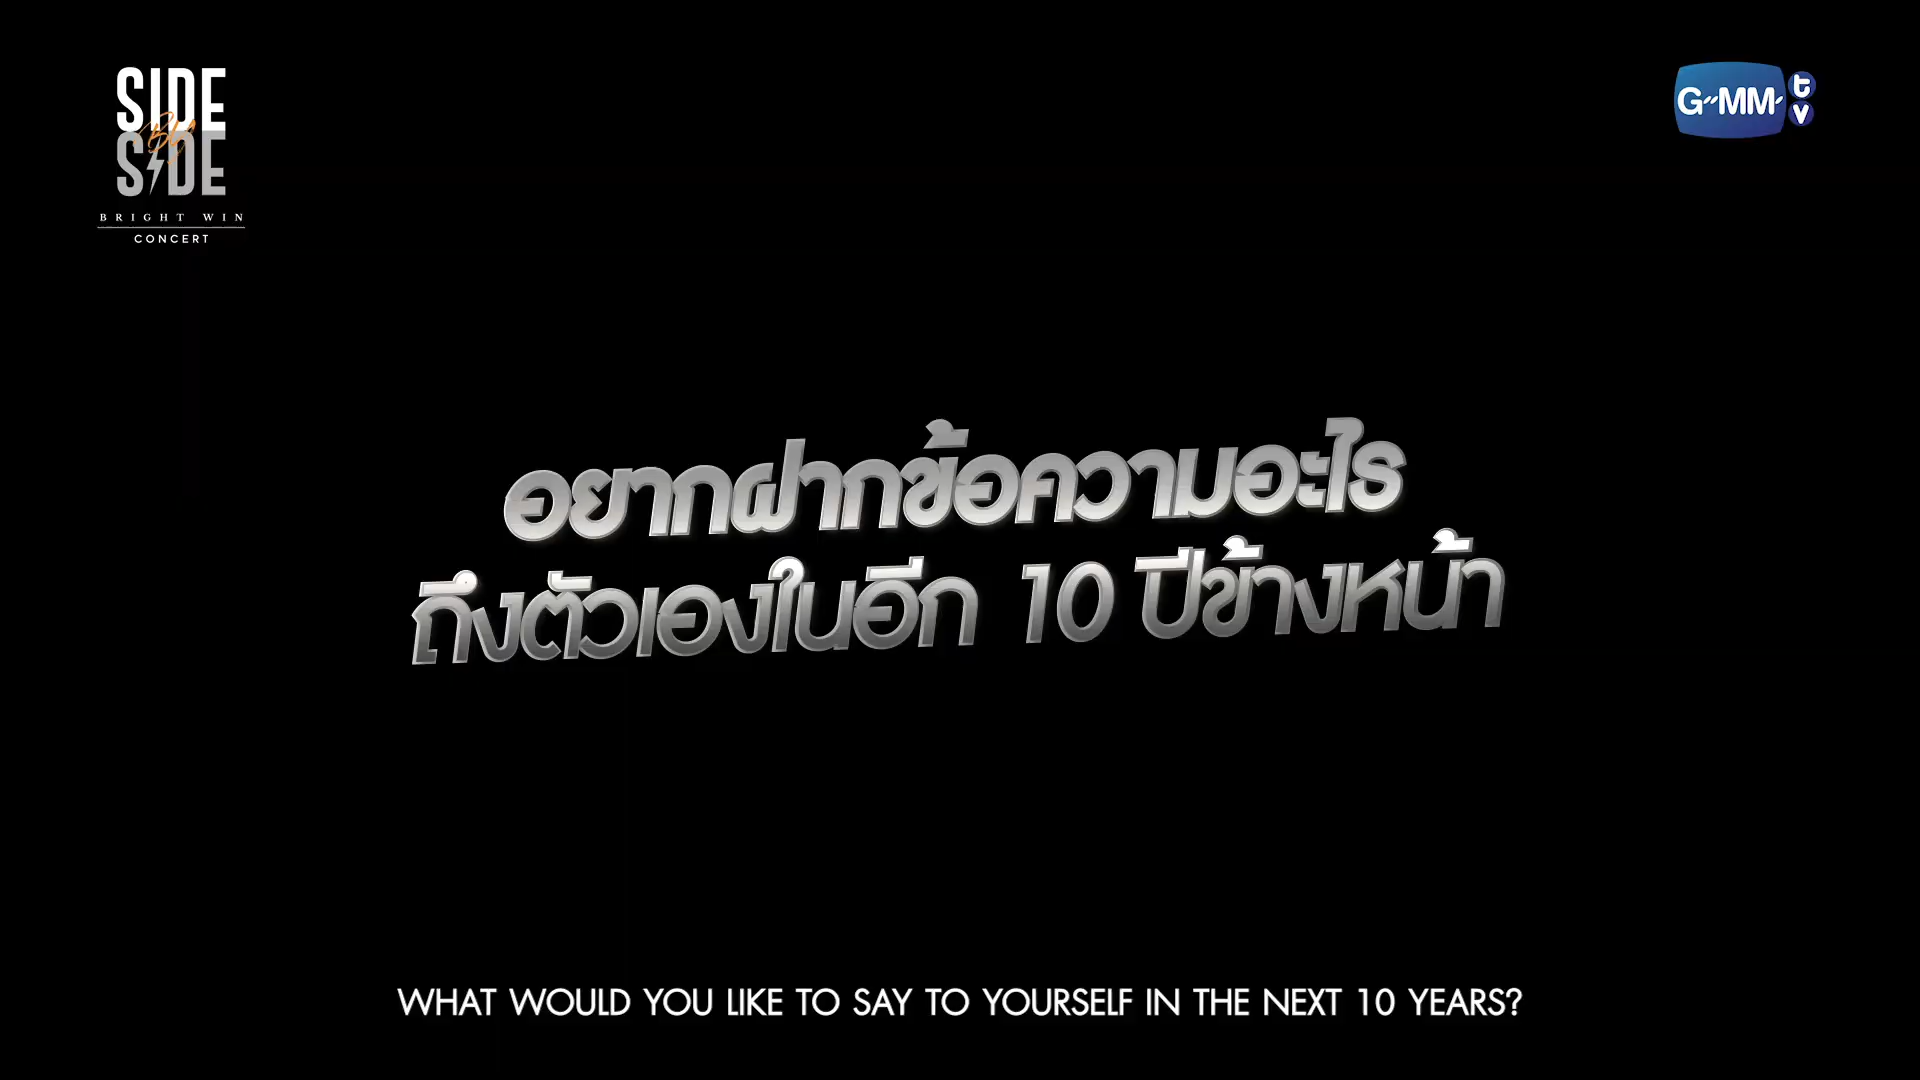 SIDE
By
SIDE
BRIGHT WIN
CONCERT
G-MM-tv
อยากฝากข้อความอะไร
ถึงตัวเองในอีก 10 ปีข้างหน้า
WHAT WOULD YOU LIKE TO SAY TO YOURSELF IN THE NEXT 10 YEARS?